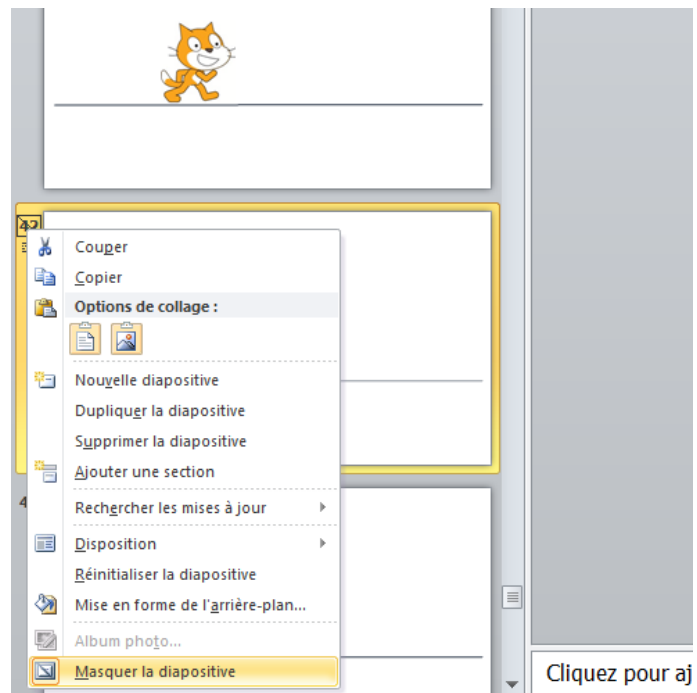 42
Couper
Copier
Options de collage :
Nouvelle diapositive
Dupliquer la diapositive
Supprimer la diapositive
Ajouter une section
4
Rechercher les mises à jour
Disposition
Réinitialiser la diapositive
Mise en forme de l'arrière-plan...
Album photo...
Masquer la diapositive
Cliquez pour aj